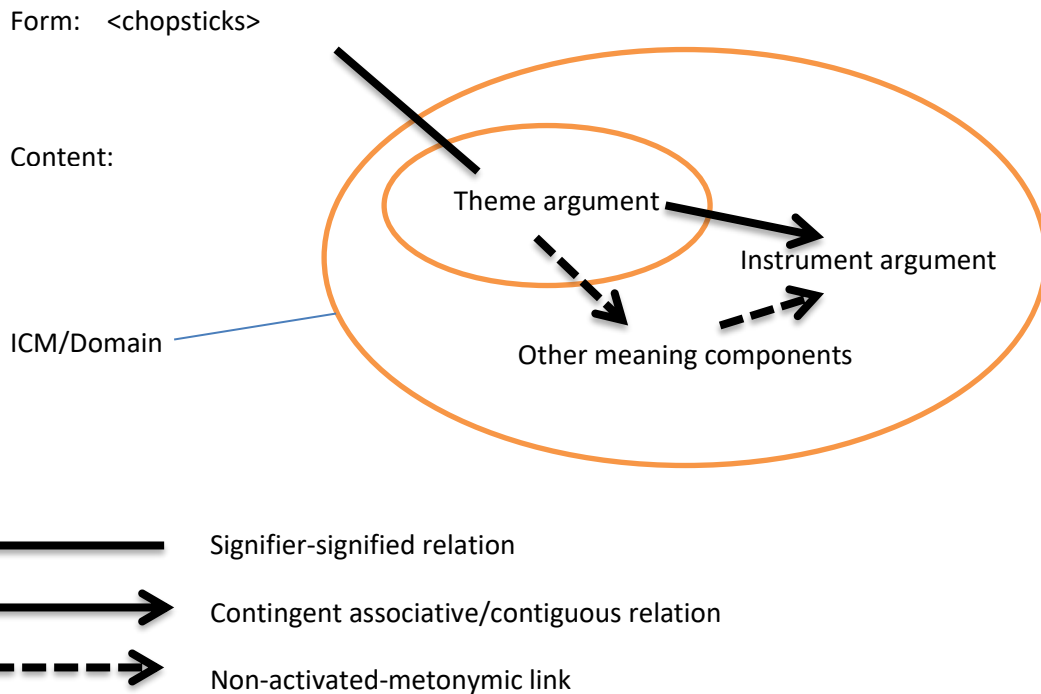 Form: <chopsticks>
Content:
Theme argument
Instrument argument
ICM/Domain
Other meaning components
Signifier-signified relation
Contingent associative/contiguous relation
Non-activated-metonymic link